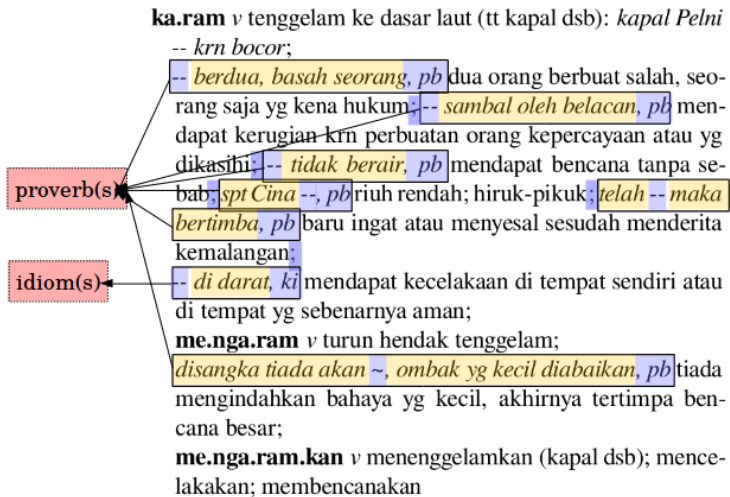 ka.ram v tenggelam ke dasar laut (tt kapal dsb): kapal Pelni
-- krn bocor;
-- berdua, basah seorang, pb dua orang berbuat salah, seo-
rang saja yg kena hukum; -- sambal oleh belacan, pb men-
dapat kerugian krn perbuatan orang kepercayaan atau yg
dikasihi; -- tidak berair, pb mendapat bencana tanpa se-
bab; spt Cina --, pb riuh rendah; hiruk-pikuk; telah -- maka
bertimba, pb baru ingat atau menyesal sesudah menderita
kemalangan;
-- di darat, ki mendapat kecelakaan di tempat sendiri atau
di tempat yg sebenarnya aman;
me.nga.ram v turun hendak tenggelam;
disangka tiada akan ~, ombak yg kecil diabaikan, pb tiada
mengindahkan bahaya yg kecil, akhirnya tertimpa ben-
cana besar;
me.nga.ram.kan v menenggelamkan (kapal dsb); mence-
lakakan; membencanakan
proverb(s)
idiom(s)